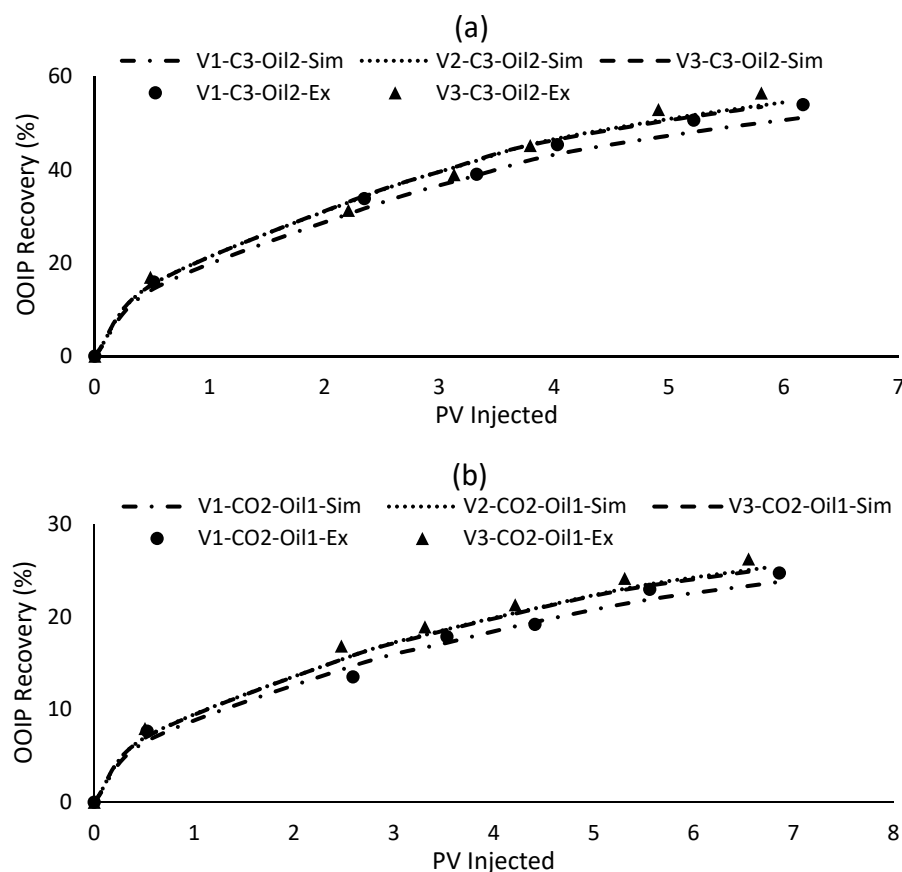 (a)
V1-C3-Oil2-Sim V2-C3-Oil2-Sim V3-C3-Oil2-Sim
V1-C3-Oil2-Ex V3-C3-Oil2-Ex
60
40
20
0
OOIP Recovery (%)
0 1 2 3 4 5 6 7
PV Injected
(b)
V1-CO2-Oil1-Sim V2-CO2-Oil1-Sim V3-CO2-Oil1-Sim
V1-CO2-Oil1-Ex V3-CO2-Oil1-Ex
30
20
10
0
OOIP Recovery (%)
0 1 2 3 4 5 6 7 8
PV Injected